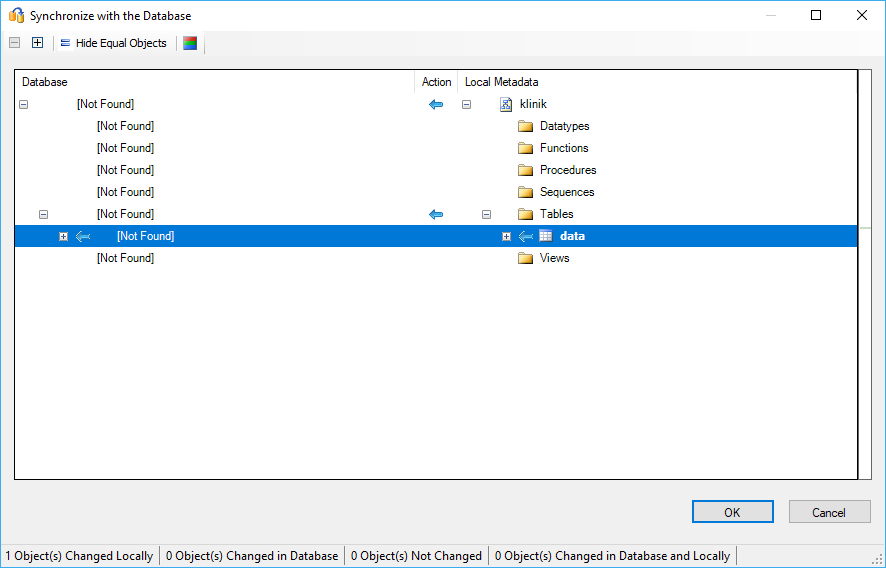 Synchronize with the Database
Hide Equal Objects
Database Action Local Metadata
[Not Found] klinik
[Not Found] Datatypes
[Not Found] Functions
[Not Found] Procedures
[Not Found] Sequences
[Not Found] Tables
[Not Found] data
[Not Found] Views
OK Cancel
1 Object(s) Changed Locally 0 Object(s) Changed in Database 0 Object(s) Not Changed 0 Object(s) Changed in Database and Locally